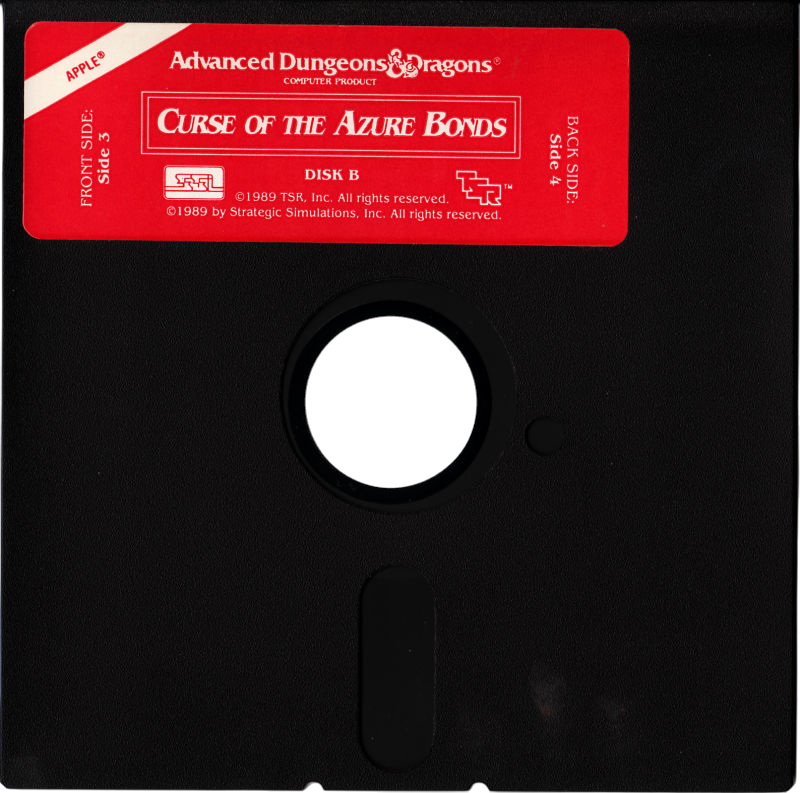 APPLE®
Advanced Dungeons & Dragons®
COMPUTER PRODUCT
CURSE OF THE AZURE BONDS
FRONT SIDE:
Side 3
BACK SIDE:
Side 4
DISK B
SSI
TSR™
©1989 TSR, Inc. All rights reserved.
©1989 by Strategic Simulations, Inc. All rights reserved.